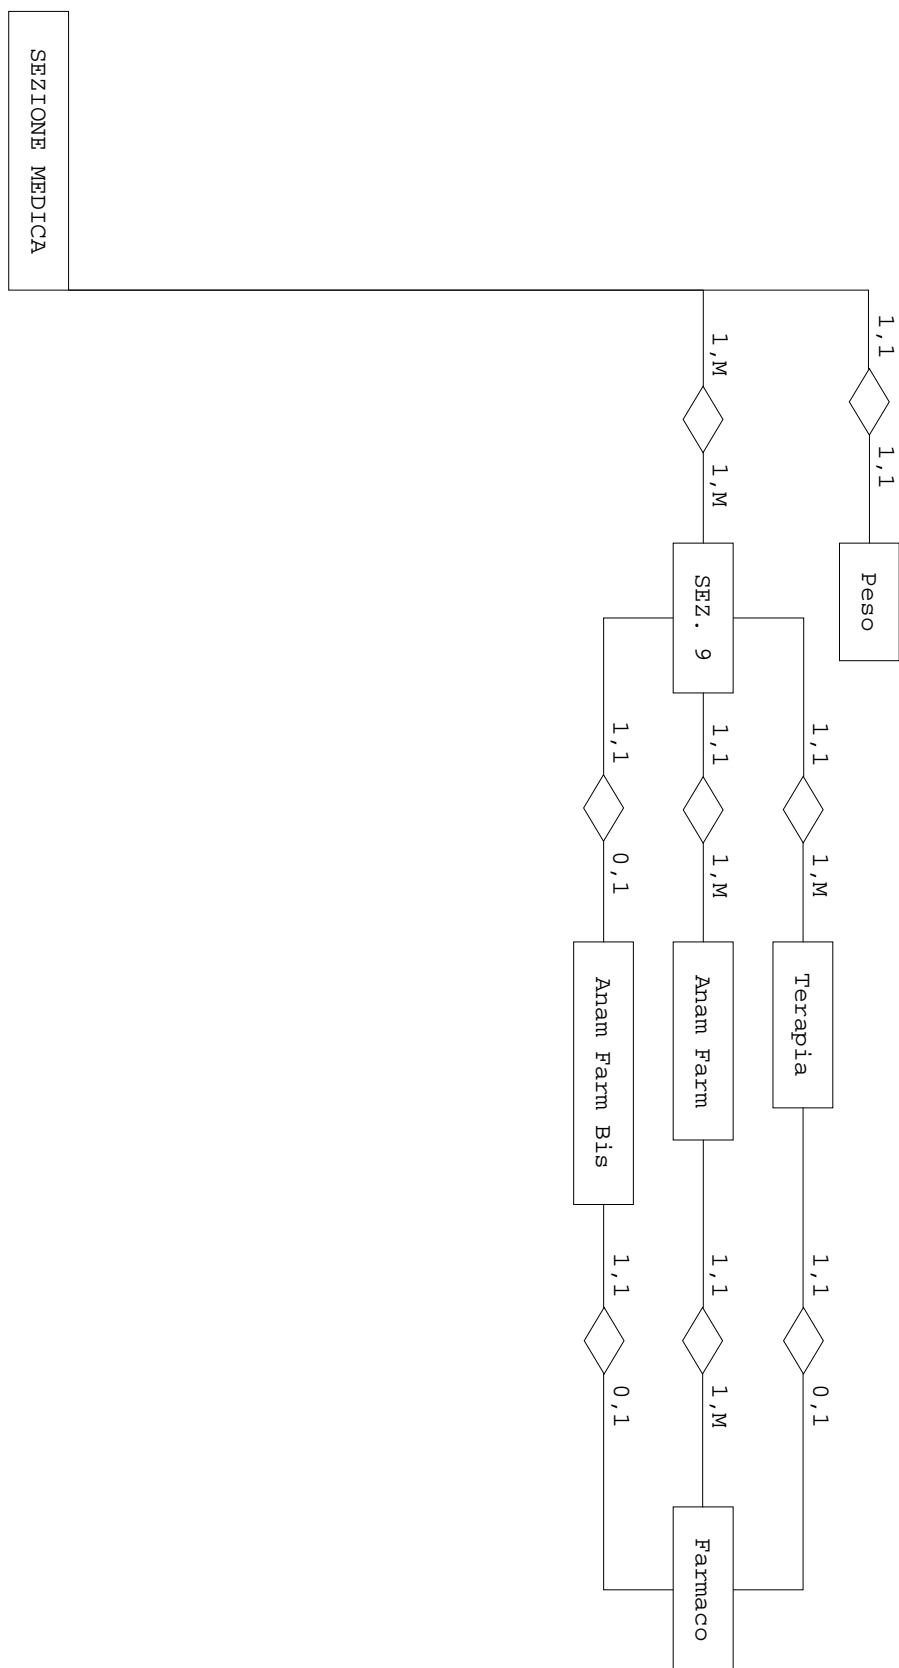 SEZIONE MEDICA
1,1
1,1
Peso
1,M
1,M
SEZ. 9
1,1
1,M
Terapia
1,1
0,1
1,1
1,M
Anam Farm
1,1
1,M
1,1
0,1
Anam Farm Bis
1,1
0,1
Farmaco